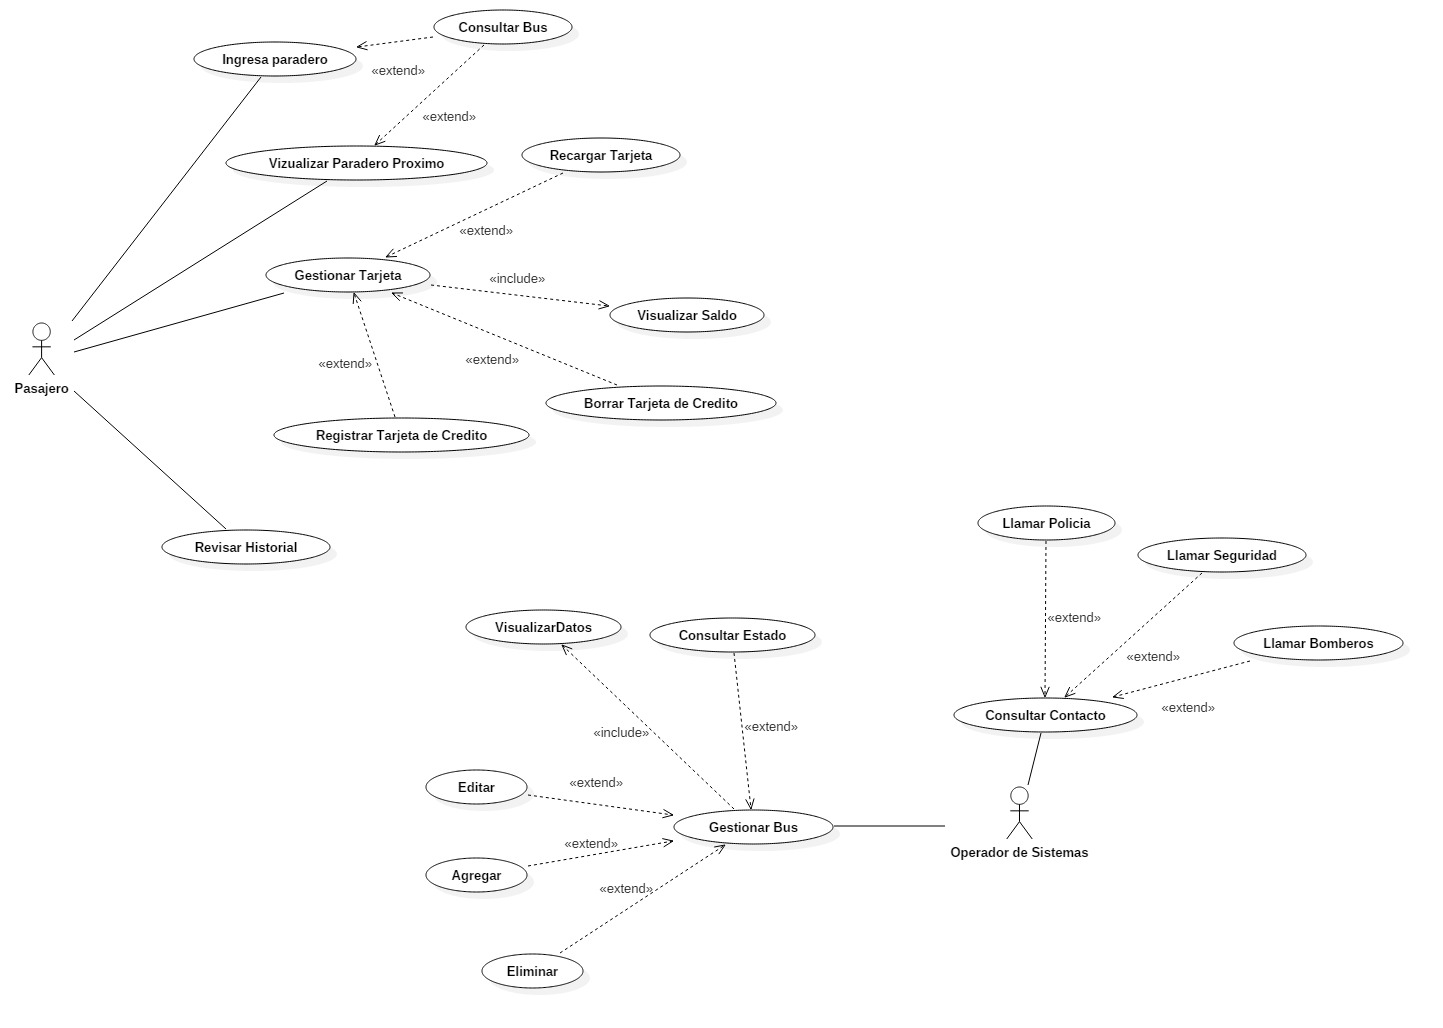 Consultar Bus
Ingresa paradero
«extend»
«extend»
Vizualizar Paradero Proximo
Recargar Tarjeta
«extend»
Gestionar Tarjeta
«include»
Visualizar Saldo
«extend»
«extend»
Pasajero
Borrar Tarjeta de Credito
Registrar Tarjeta de Credito
Revisar Historial
Llamar Policia
Llamar Seguridad
«extend»
VisualizarDatos
Consultar Estado
Llamar Bomberos
«extend»
«extend»
Consultar Contacto
«include»
«extend»
«extend»
Editar
Gestionar Bus
«extend»
Operador de Sistemas
Agregar
«extend»
Eliminar